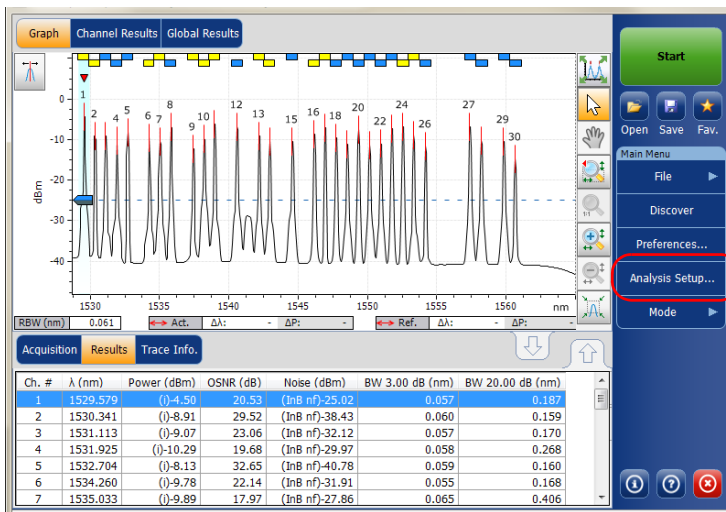 Graph Channel Results Global Results
Start
Open Save Fav.
Main Menu
File
Discover
Preferences...
Analysis Setup...
Mode
dBm
0
-10
-20
-30
-40
1 2 4 5 6 7 8 9 10 12 13 15 16 18 20 22 24 26 27 29 30
1:1
1530 1535 1540 1545 1550 1555 1560 nm
RBW (nm) 0.061 Act. Δλ: - ΔP: - Ref. Δλ: - ΔP: -
Acquisition Results Trace Info.
Ch. # λ (nm) Power (dBm) OSNR (dB) Noise (dBm) BW 3.00 dB (nm) BW 20.00 dB (nm)
1 1529.579 (i)-4.50 20.53 (InB nf)-25.02 0.057 0.187
2 1530.341 (i)-8.91 29.52 (InB nf)-38.43 0.060 0.159
3 1531.113 (i)-9.07 23.06 (InB nf)-32.12 0.057 0.170
4 1531.925 (i)-10.29 19.68 (InB nf)-29.97 0.058 0.268
5 1532.704 (i)-8.13 32.65 (InB nf)-40.78 0.059 0.160
6 1534.260 (i)-9.78 22.14 (InB nf)-31.91 0.055 0.168
7 1535.033 (i)-9.89 17.97 (InB nf)-27.86 0.065 0.406